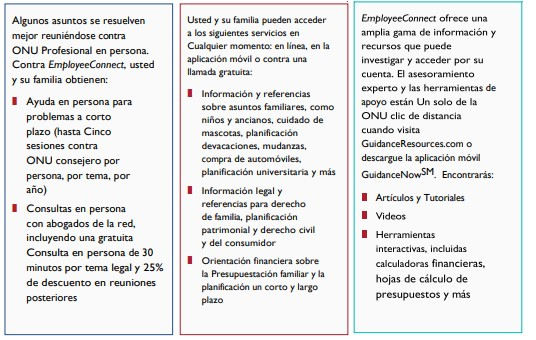 Algunos asuntos se resuelven
mejor reuniéndose contra
ONU Profesional en persona.
Contra EmployeeConnect, usted
y su familia obtienen:
Ayuda en persona para
problemas a corto
plazo (hasta Cinco
sesiones contra
ONU consejero por
persona, por tema, por
año)
Consultas en persona
con abogados de la red,
incluyendo una gratuita
Consulta en persona de 30
minutos por tema legal y 25%
de descuento en reuniones
posteriores
Usted y su familia pueden acceder
a los siguientes servicios en
Cualquier momento: en línea, en la
aplicación móvil o contra una
llamada gratuita:
Información y referencias
sobre asuntos familiares, como
niños y ancianos, cuidado de
mascotas, planificación
devacaciones, mudanzas,
compra de automóviles,
planificación universitaria y más
Información legal y
referencias para derecho
de familia, planificación
patrimonial y derecho civil
y del consumidor
Orientación financiera sobre
la Presupuestación familiar y la
planificación un corto y largo
plazo
EmployeeConnect ofrece una
amplia gama de información y
recursos que puede
investigar y acceder por su
cuenta. El asesoramiento
experto y las herramientas de
apoyo están Un solo de la
ONU clic de distancia
cuando visita
GuidanceResources.com o
descargue la aplicación móvil
GuidanceNowSM. Encontrarás:
Artículos y Tutoriales
Videos
Herramientas
interactivas, incluidas
calculadoras financieras,
hojas de cálculo de
presupuestos y más